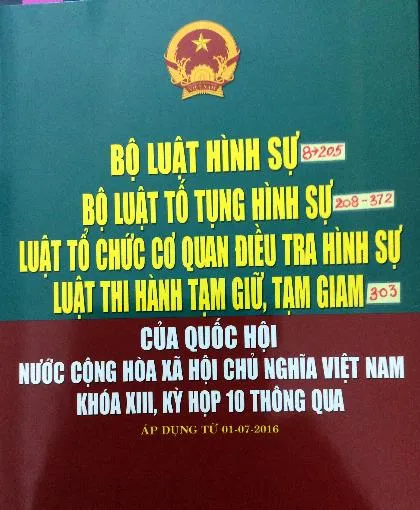 VIỆT NAM
BỘ LUẬT HÌNH SỰ 8→205
BỘ LUẬT TỐ TỤNG HÌNH SỰ 208-372
LUẬT TỔ CHỨC CƠ QUAN ĐIỀU TRA HÌNH SỰ
LUẬT THI HÀNH TẠM GIỮ, TẠM GIAM 303
CỦA QUỐC HỘI
NƯỚC CỘNG HÒA XÃ HỘI CHỦ NGHĨA VIỆT NAM
KHÓA XIII, KỲ HỌP 10 THÔNG QUA
ÁP DỤNG TỪ 01-07-2016